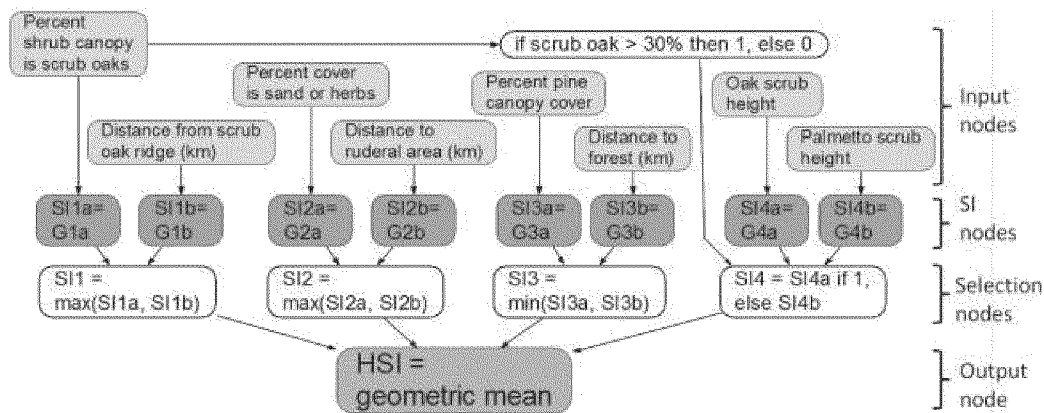 Percent
shrub canopy
is scrub oaks
if scrub oak > 30% then 1, else 0
Percent cover
is sand or herbs
Percent pine
canopy cover
Oak scrub
height
Input
nodes
Distance from scrub
oak ridge (km)
Distance to
ruderal area (km)
Distance to
forest (km)
Palmetto scrub
height
SI1a=
G1a
SI1b=
G1b
SI2a=
G2a
SI2b=
G2b
SI3a=
G3a
SI3b=
G3b
SI4a=
G4a
SI4b=
G4b
SI
nodes
SI1 =
max(SI1a, SI1b)
SI2 =
max(SI2a, SI2b)
SI3 =
min(SI3a, SI3b)
SI4 = SI4a if 1,
else SI4b
Selection
nodes
HSI =
geometric mean
Output
node